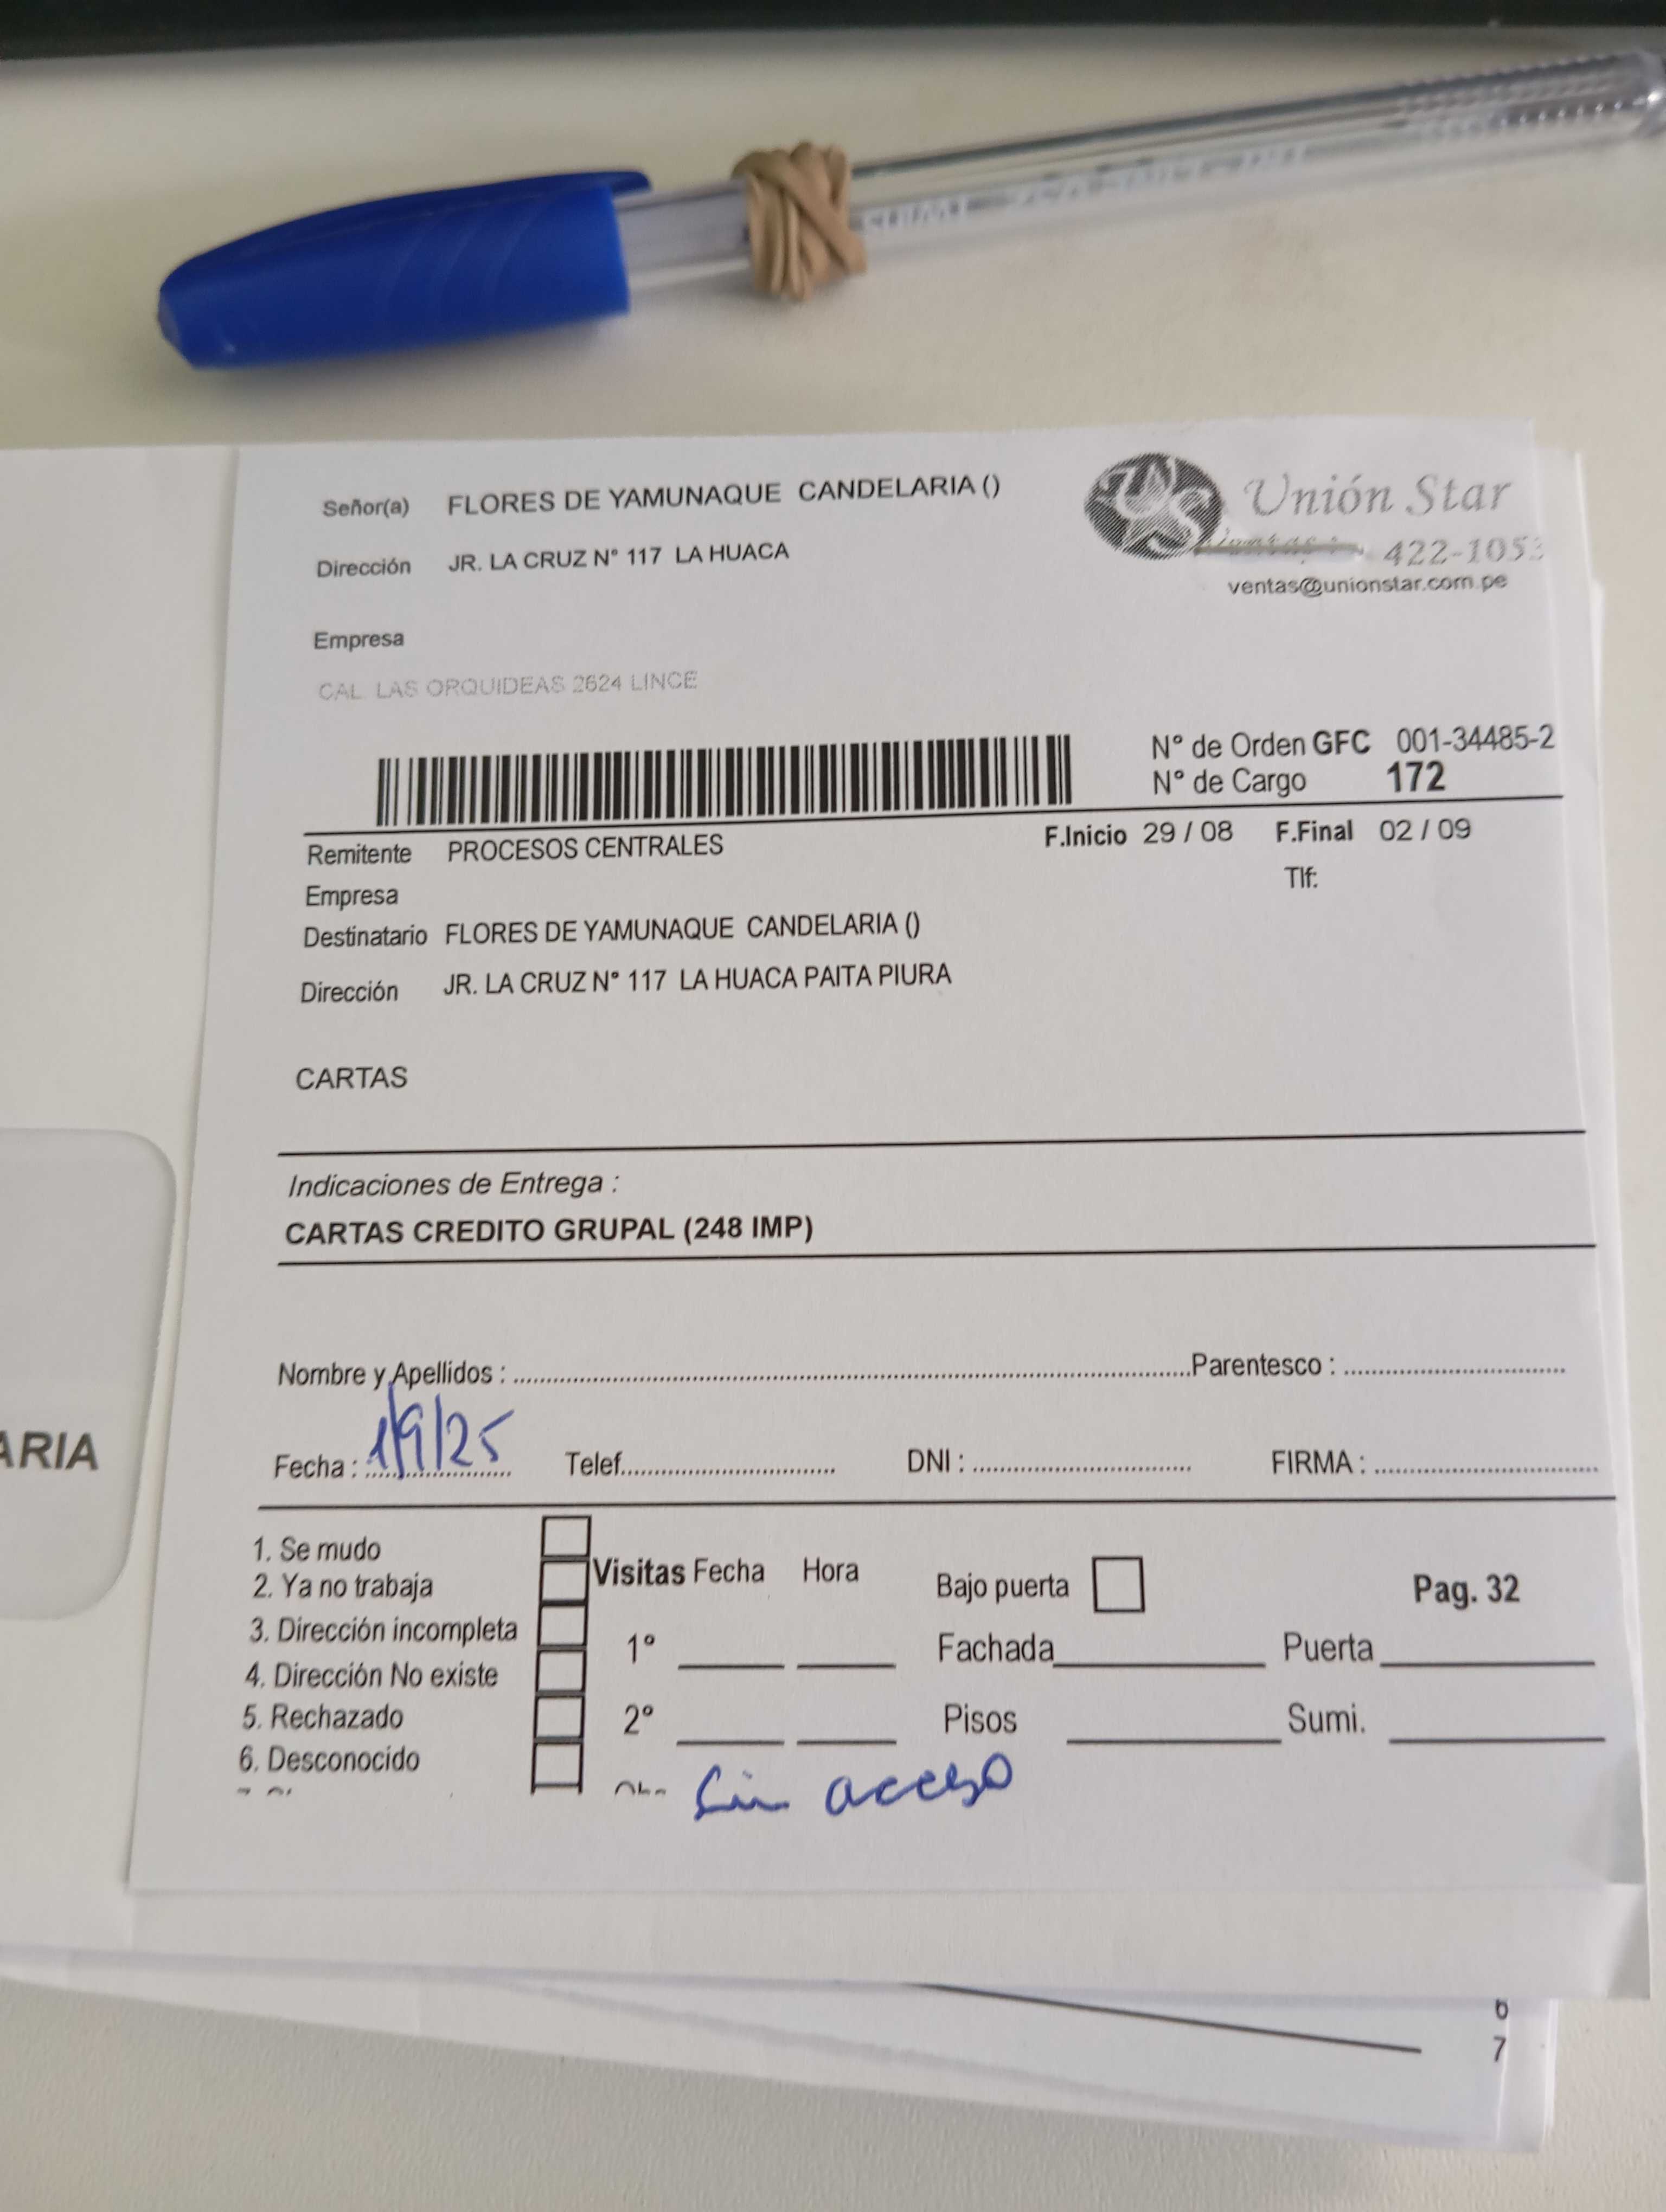 Señor(a) FLORES DE YAMUNAQUE CANDELARIA ()
Unión Star
Dirección JR. LA CRUZ N° 117 LA HUACA
422-1053
ventas@unionstar.com.pe
Empresa
CAL. LAS ORQUIDEAS 2624 LINCE
N° de Orden GFC 001-34485-2
N° de Cargo 172
Remitente PROCESOS CENTRALES
F.Inicio 29 / 08 F.Final 02 / 09
Empresa
Tlf:
Destinatario FLORES DE YAMUNAQUE CANDELARIA ()
Dirección JR. LA CRUZ N° 117 LA HUACA PAITA PIURA
CARTAS
Indicaciones de Entrega :
CARTAS CREDITO GRUPAL (248 IMP)
Nombre y Apellidos : Parentesco :
ARIA
Fecha : 1/9/25 Telef. DNI : FIRMA :
1. Se mudo
2. Ya no trabaja
3. Dirección incompleta
4. Dirección No existe
5. Rechazado
6. Desconocido
Visitas Fecha Hora
1°
2°
Sin acceso
Bajo puerta
Pag. 32
Fachada Puerta
Pisos Sumi.
6
7